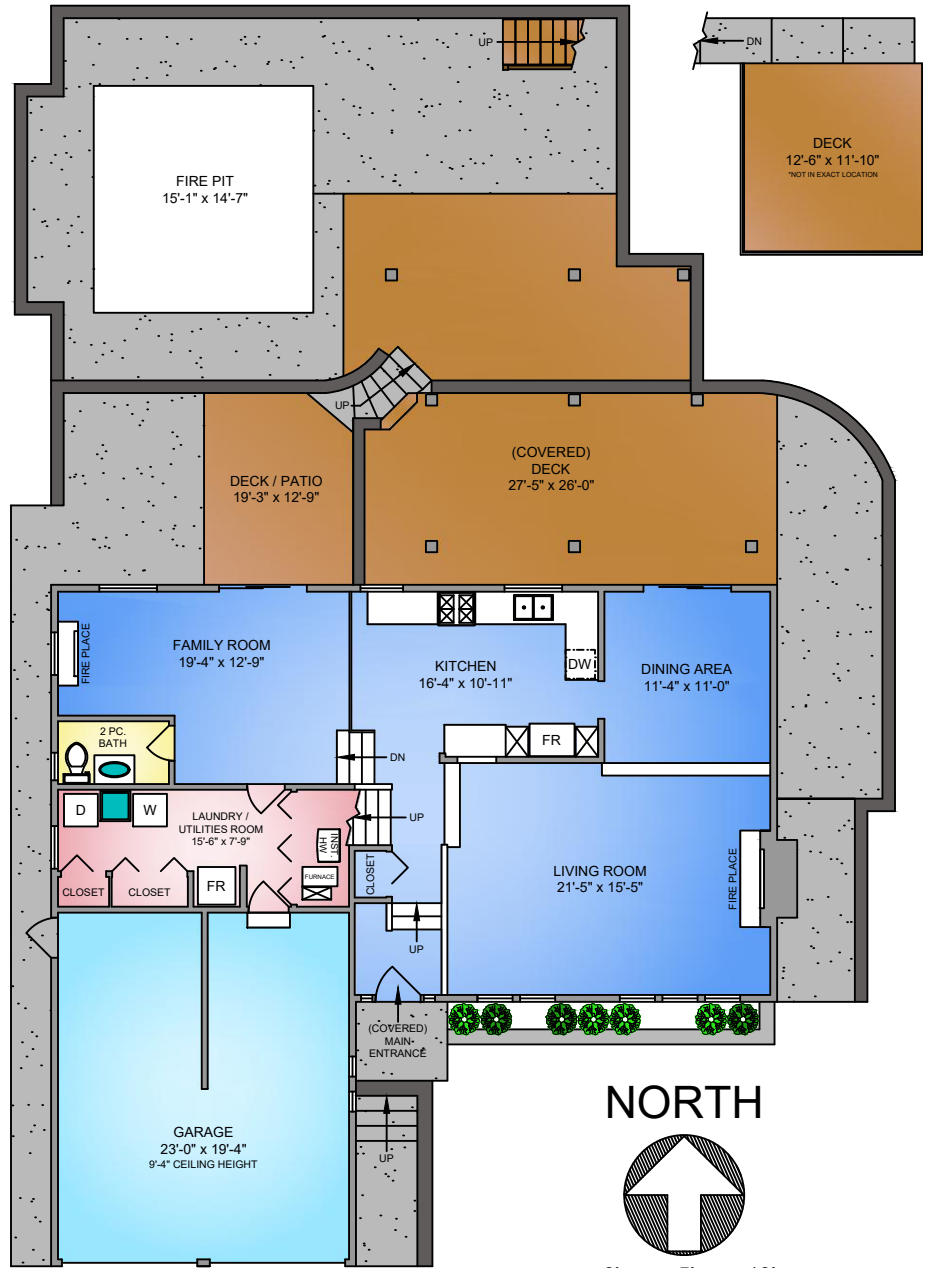 UP
DN
DECK
12'-6" x 11'-10"
*NOT IN EXACT LOCATION
FIRE PIT
15'-1" x 14'-7"
UP
(COVERED)
DECK
27'-5" x 26'-0"
DECK / PATIO
19'-3" x 12'-9"
FIRE PLACE
FAMILY ROOM
19'-4" x 12'-9"
KITCHEN
16'-4" x 10'-11"
DW
DINING AREA
11'-4" x 11'-0"
2 PC.
BATH
FR
DN
D
W
LAUNDRY /
UTILITIES ROOM
15'-6" x 7'-9"
INST.
HW
UP
FURNACE
CLOSET
CLOSET
FR
CLOSET
LIVING ROOM
21'-5" x 15'-5"
FIRE PLACE
UP
(COVERED)
MAIN-
ENTRANCE
GARAGE
23'-0" x 19'-4"
9'-4" CEILING HEIGHT
UP
NORTH